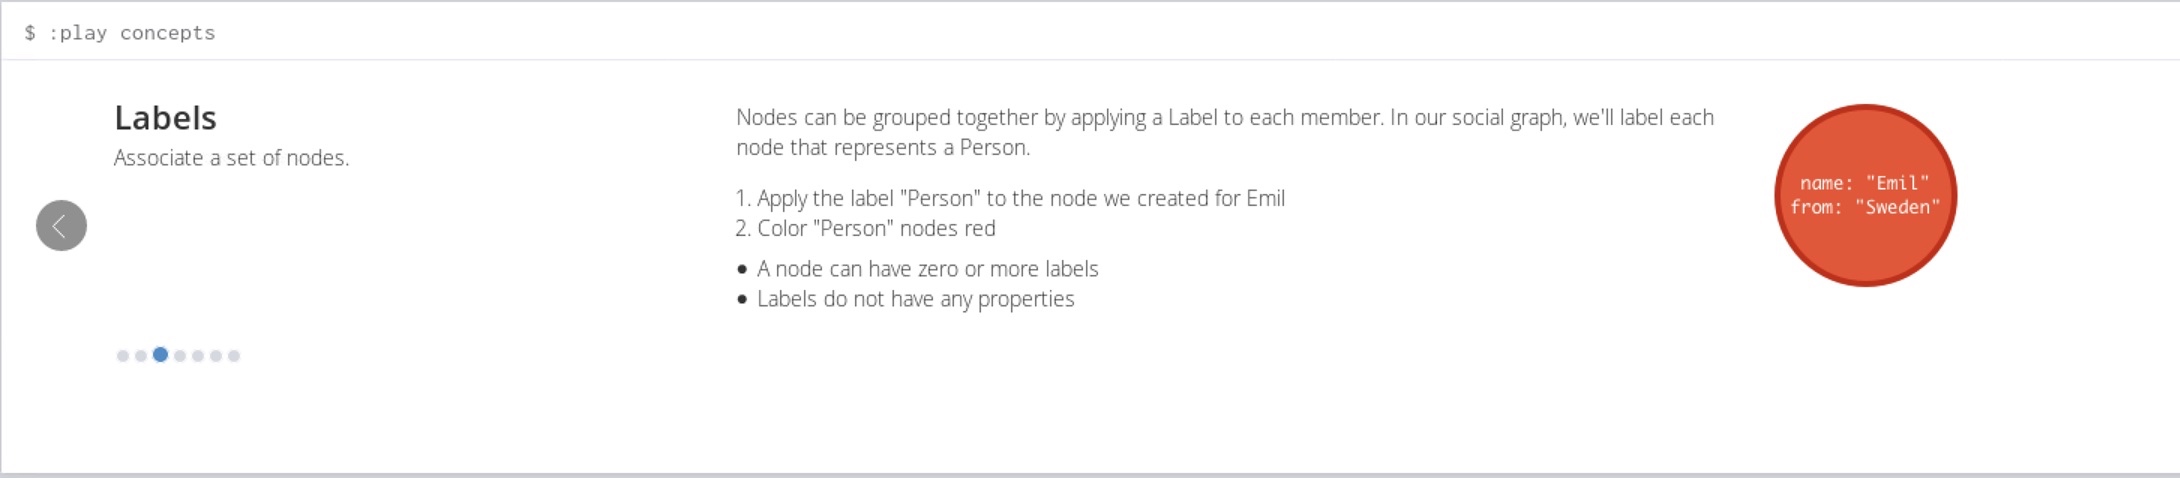 $ :play concepts
Labels
Associate a set of nodes.
Nodes can be grouped together by applying a Label to each member. In our social graph, we'll label each
node that represents a Person.
1. Apply the label "Person" to the node we created for Emil
2. Color "Person" nodes red
● A node can have zero or more labels
● Labels do not have any properties
name: "Emil"
from: "Sweden"